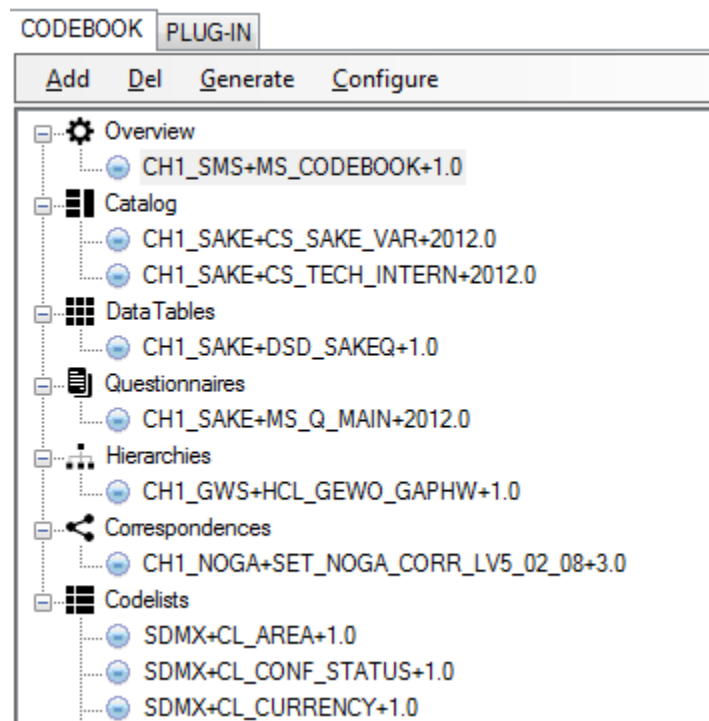 CODEBOOK PLUG-IN
Add Del Generate Configure
Overview
CH1_SMS+MS_CODEBOOK+1.0
Catalog
CH1_SAKE+CS_SAKE_VAR+2012.0
CH1_SAKE+CS_TECH_INTERN+2012.0
DataTables
CH1_SAKE+DSD_SAKEQ+1.0
Questionnaires
CH1_SAKE+MS_Q_MAIN+2012.0
Hierarchies
CH1_GWS+HCL_GEWO_GAPHW+1.0
Correspondences
CH1_NOGA+SET_NOGA_CORR_LV5_02_08+3.0
Codelists
SDMX+CL_AREA+1.0
SDMX+CL_CONF_STATUS+1.0
SDMX+CL_CURRENCY+1.0